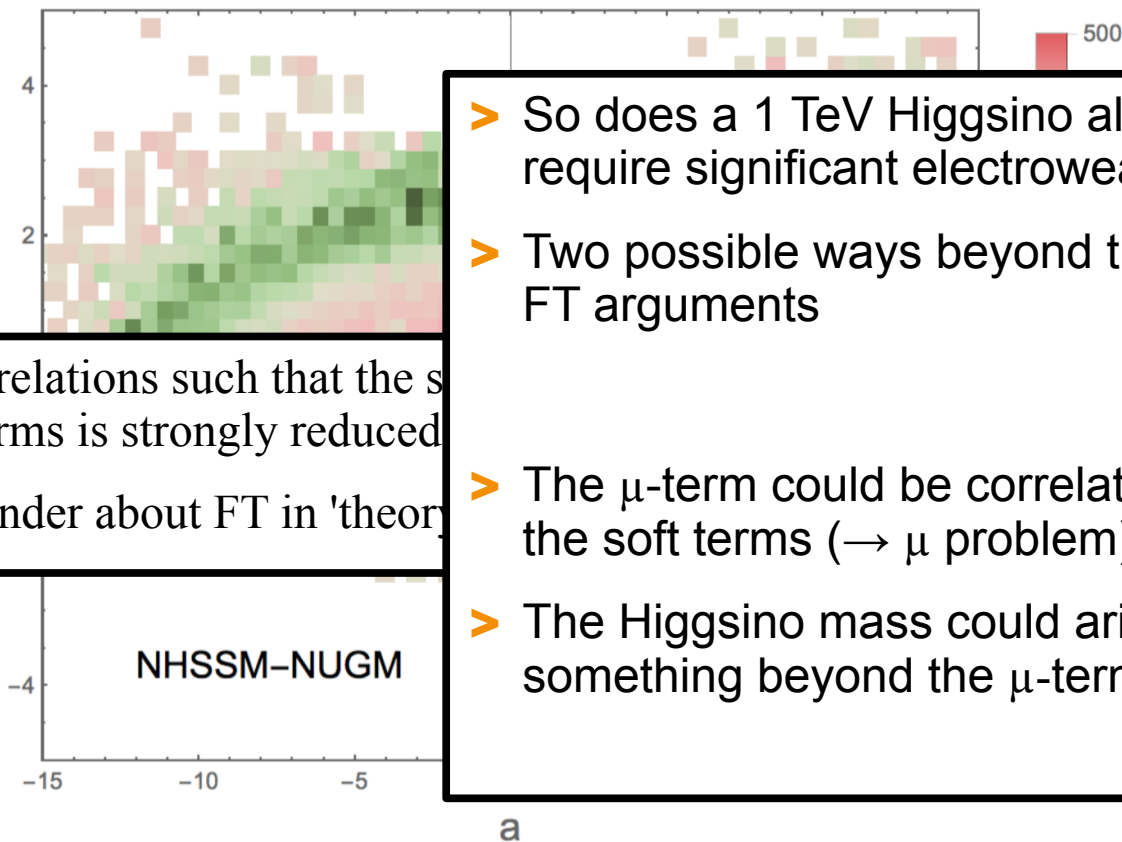 500
4
> So does a 1 TeV Higgsino al
require significant electrowea
2
> Two possible ways beyond t
FT arguments
relations such that the s
rms is strongly reduced
> The μ-term could be correlat
nder about FT in 'theory
the soft terms (→ μ problem)
> The Higgsino mass could ari
NHSSM–NUGM
something beyond the μ-tern
−4
−15
−10
−5
a